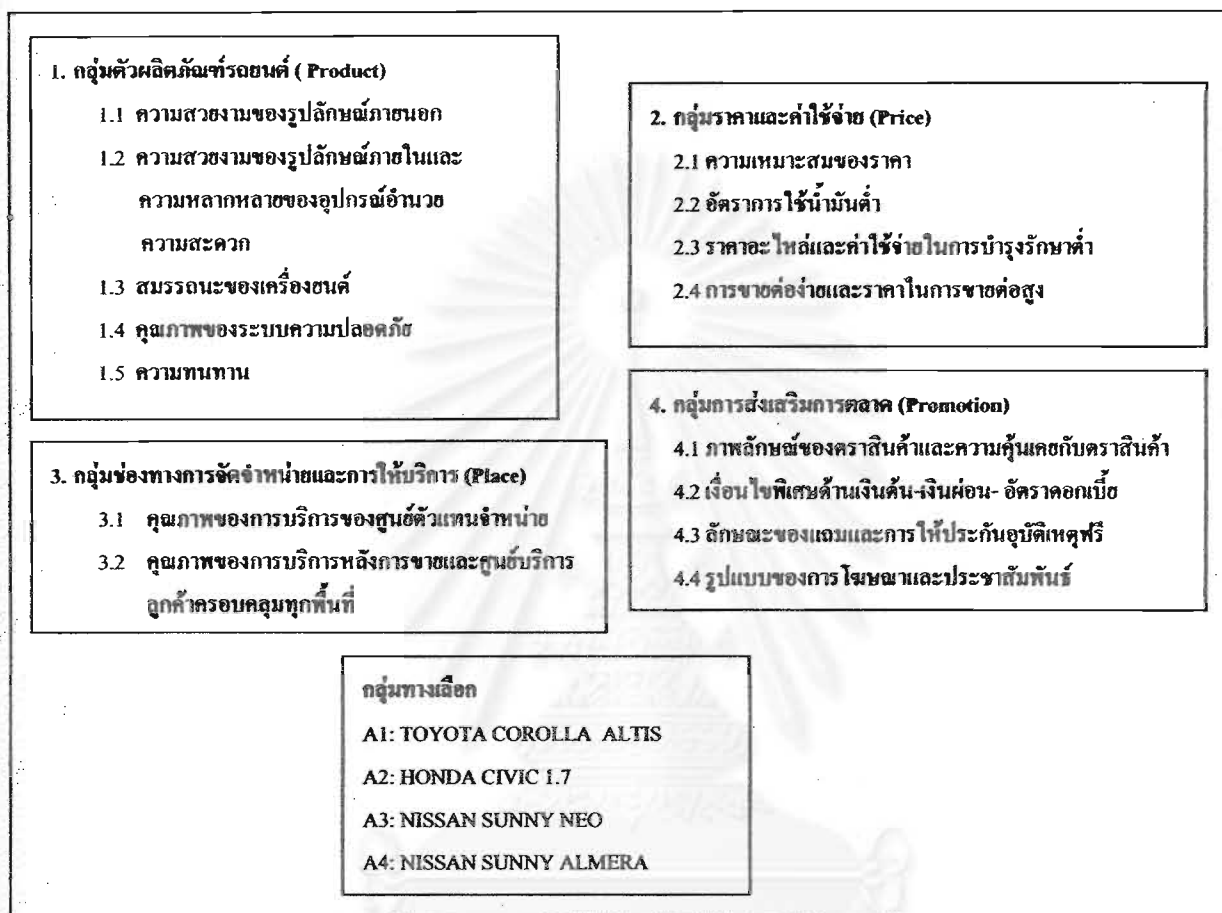 1. กลุ่มตัวผลิตภัณฑ์รถยนต์ ( Product)
1.1 ความสวยงามของรูปลักษณ์ภายนอก
1.2 ความสวยงามของรูปลักษณ์ภายในและ
ความหลากหลายของอุปกรณ์อำนวย
ความสะดวก
1.3 สมรรถนะของเครื่องยนต์
1.4 คุณภาพของระบบความปลอดภัย
1.5 ความทนทาน
2. กลุ่มราคาและค่าใช้จ่าย (Price)
2.1 ความเหมาะสมของราคา
2.2 อัตราการใช้น้ำมันต่ำ
2.3 ราคาอะไหล่และค่าใช้จ่ายในการบำรุงรักษาต่ำ
2.4 การขายต่อง่ายและราคาในการขายต่อสูง
3. กลุ่มช่องทางการจัดจำหน่ายและการให้บริการ (Place)
3.1 คุณภาพของการบริการของศูนย์ตัวแทนจำหน่าย
3.2 คุณภาพของการบริการหลังการขายและศูนย์บริการ
ลูกค้าครอบคลุมทุกพื้นที่
4. กลุ่มการส่งเสริมการตลาด (Promotion)
4.1 ภาพลักษณ์ของตราสินค้าและความคุ้นเคยกับตราสินค้า
4.2 เงื่อนไขพิเศษด้านเงินต้น-เงินผ่อน- อัตราดอกเบี้ย
4.3 ลักษณะของแถมและการให้ประกันอุบัติเหตุฟรี
4.4 รูปแบบของการโฆษณาและประชาสัมพันธ์
กลุ่มทางเลือก
A1: TOYOTA COROLLA ALTIS
A2: HONDA CIVIC 1.7
A3: NISSAN SUNNY NEO
A4: NISSAN SUNNY ALMERA